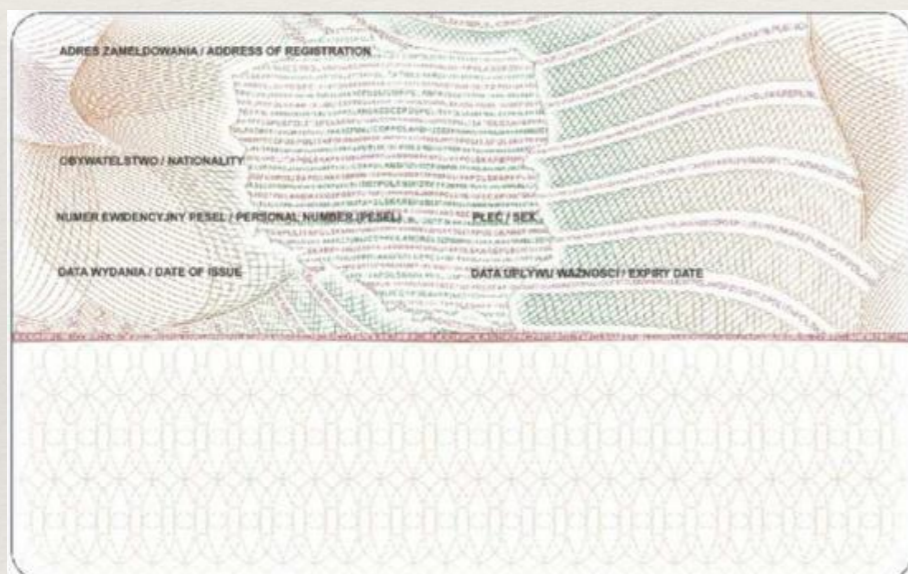 ADRES ZAMELDOWANIA / ADDRESS OF REGISTRATION
OBYWATELSTWO / NATIONALITY
NUMER EWIDENCYJNY PESEL / PERSONAL NUMBER (PESEL) PŁEĆ / SEX
DATA WYDANIA / DATE OF ISSUE DATA UPŁYWU WAŻNOŚCI / EXPIRY DATE